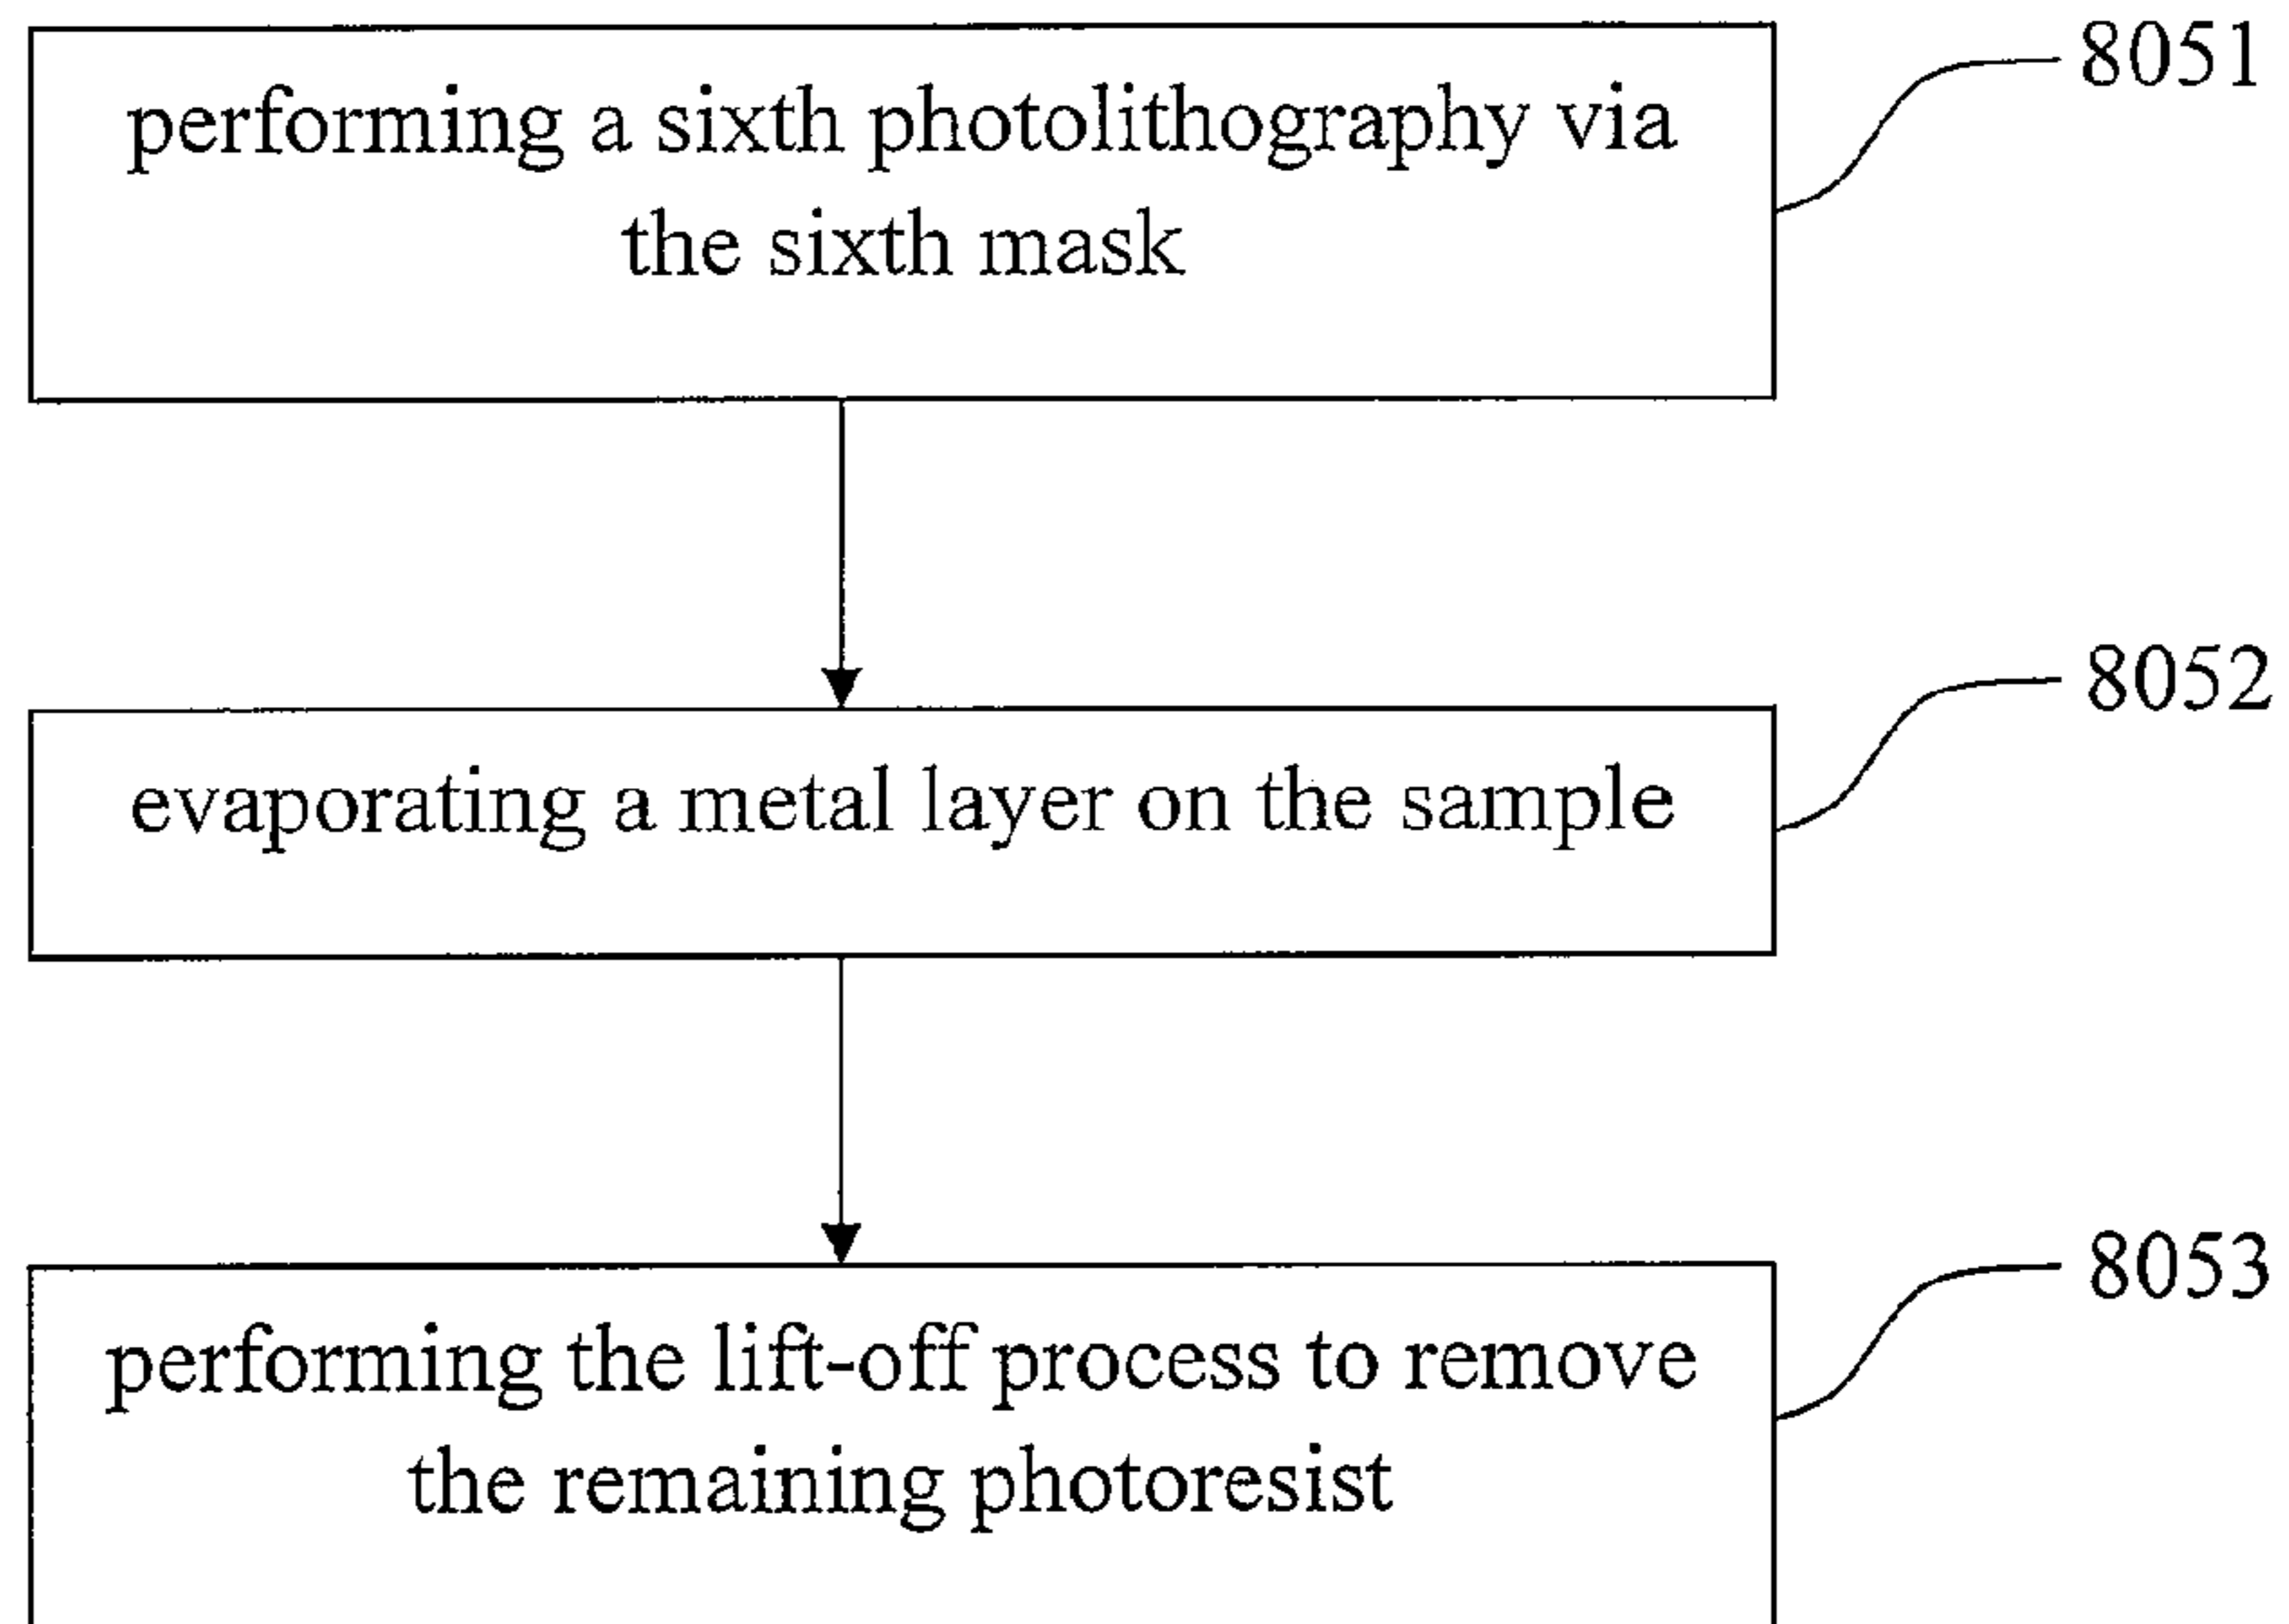 performing a sixth photolithography via
the sixth mask
8051
evaporating a metal layer on the sample
8052
performing the lift-off process to remove
the remaining photoresist
8053